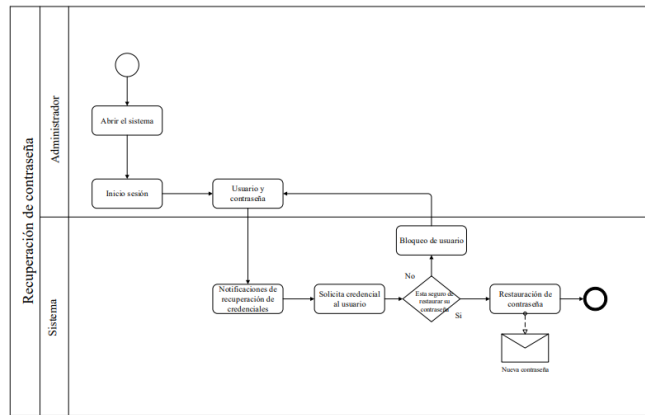 Recuperación de contraseña
Administrador
Abrir el sistema
Inicio sesión
Usuario y
contraseña
Sistema
Bloqueo de usuario
No
Notificaciones de
recuperación de
credenciales
Solicita credencial
al usuario
Esta seguro de
restaurar su
contraseña
Si
Restauración de
contraseña
Nueva contraseña